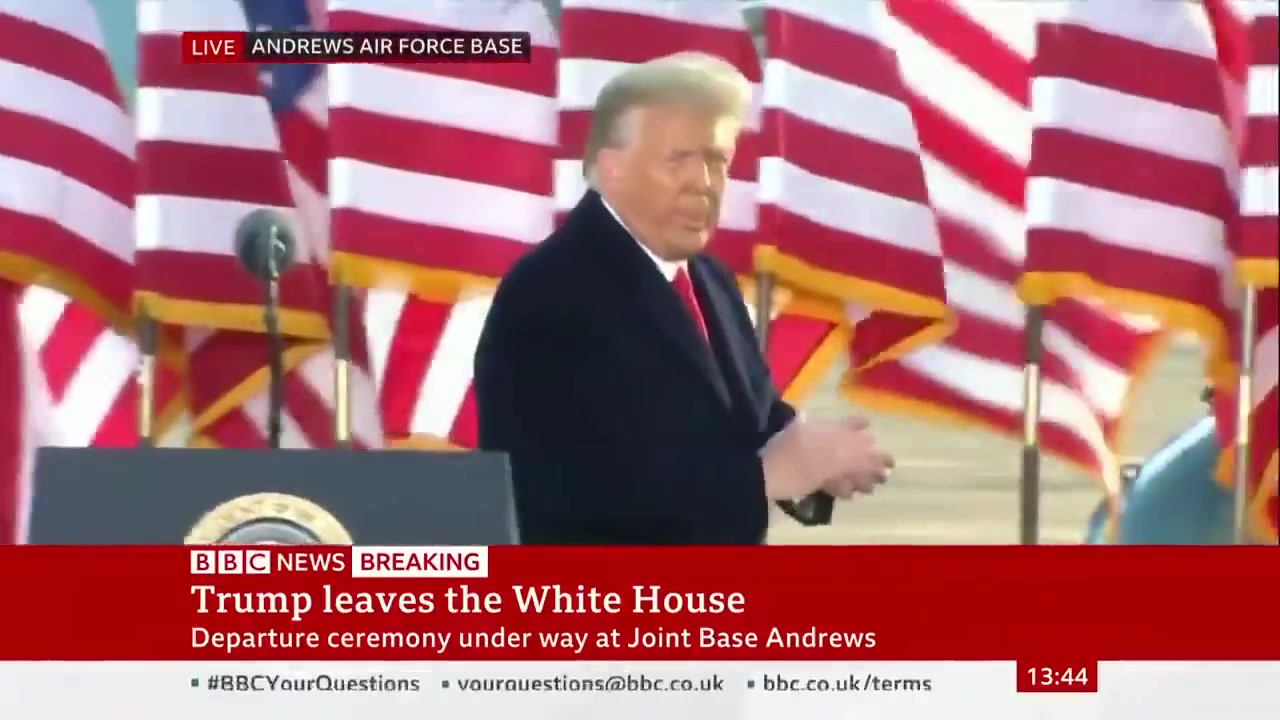 LIVE ANDREWS AIR FORCE BASE
BBC NEWS BREAKING
Trump leaves the White House
Departure ceremony under way at Joint Base Andrews
▪ #BBCYourQuestions ▪ yourquestions@bbc.co.uk ▪ bbc.co.uk/terms 13:44